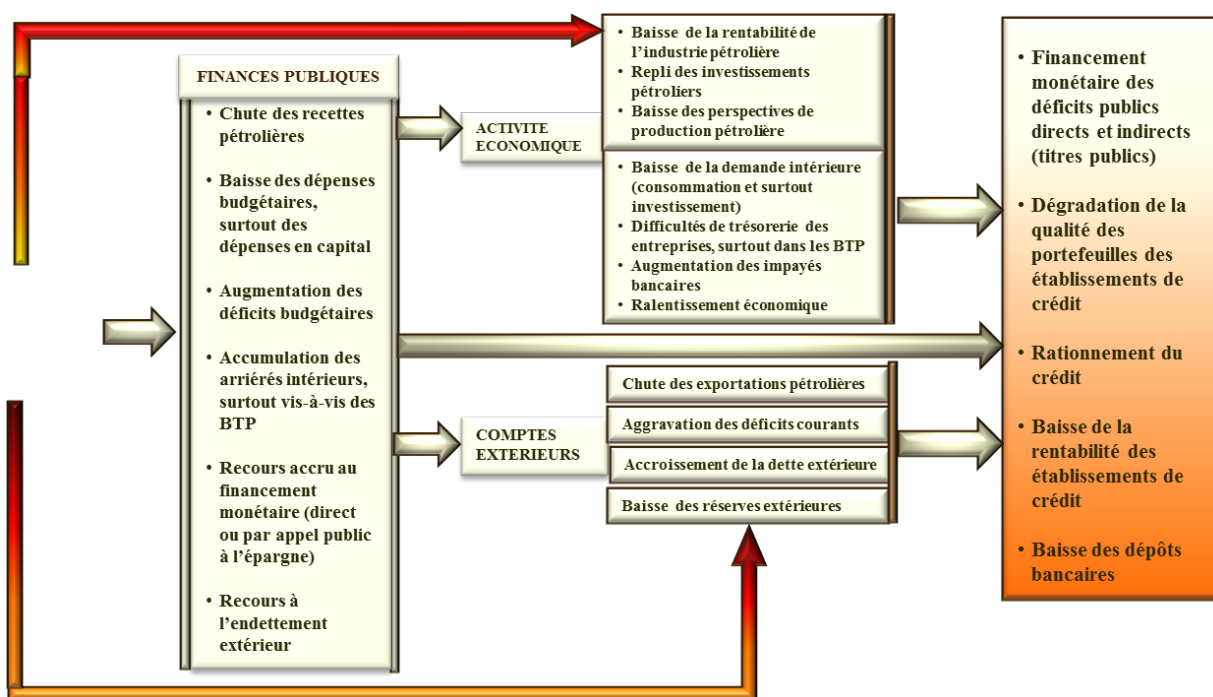 FINANCES PUBLIQUES
• Chute des recettes
pétrolières
• Baisse des dépenses
budgétaires,
surtout des
dépenses en capital
• Augmentation des
déficits budgétaires
• Accumulation des
arriérés intérieurs,
surtout vis-à-vis des
BTP
• Recours accru au
financement
monétaire (direct
ou par appel public
à l’épargne)
• Recours à
l’endettement
extérieur
ACTIVITE
ECONOMIQUE
• Baisse de la rentabilité de
l’industrie pétrolière
• Repli des investissements
pétroliers
• Baisse des perspectives de
production pétrolière
• Baisse de la demande intérieure
(consommation et surtout
investissement)
• Difficultés de trésorerie des
entreprises, surtout dans les BTP
• Augmentation des impayés
bancaires
• Ralentissement économique
COMPTES
EXTERIEURS
Chute des exportations pétrolières
Aggravation des déficits courants
Accroissement de la dette extérieure
Baisse des réserves extérieures
• Financement
monétaire des
déficits publics
directs et indirects
(titres publics)
• Dégradation de la
qualité des
portefeuilles des
établissements de
crédit
• Rationnement du
crédit
• Baisse de la
rentabilité des
établissements de
crédit
• Baisse des dépôts
bancaires